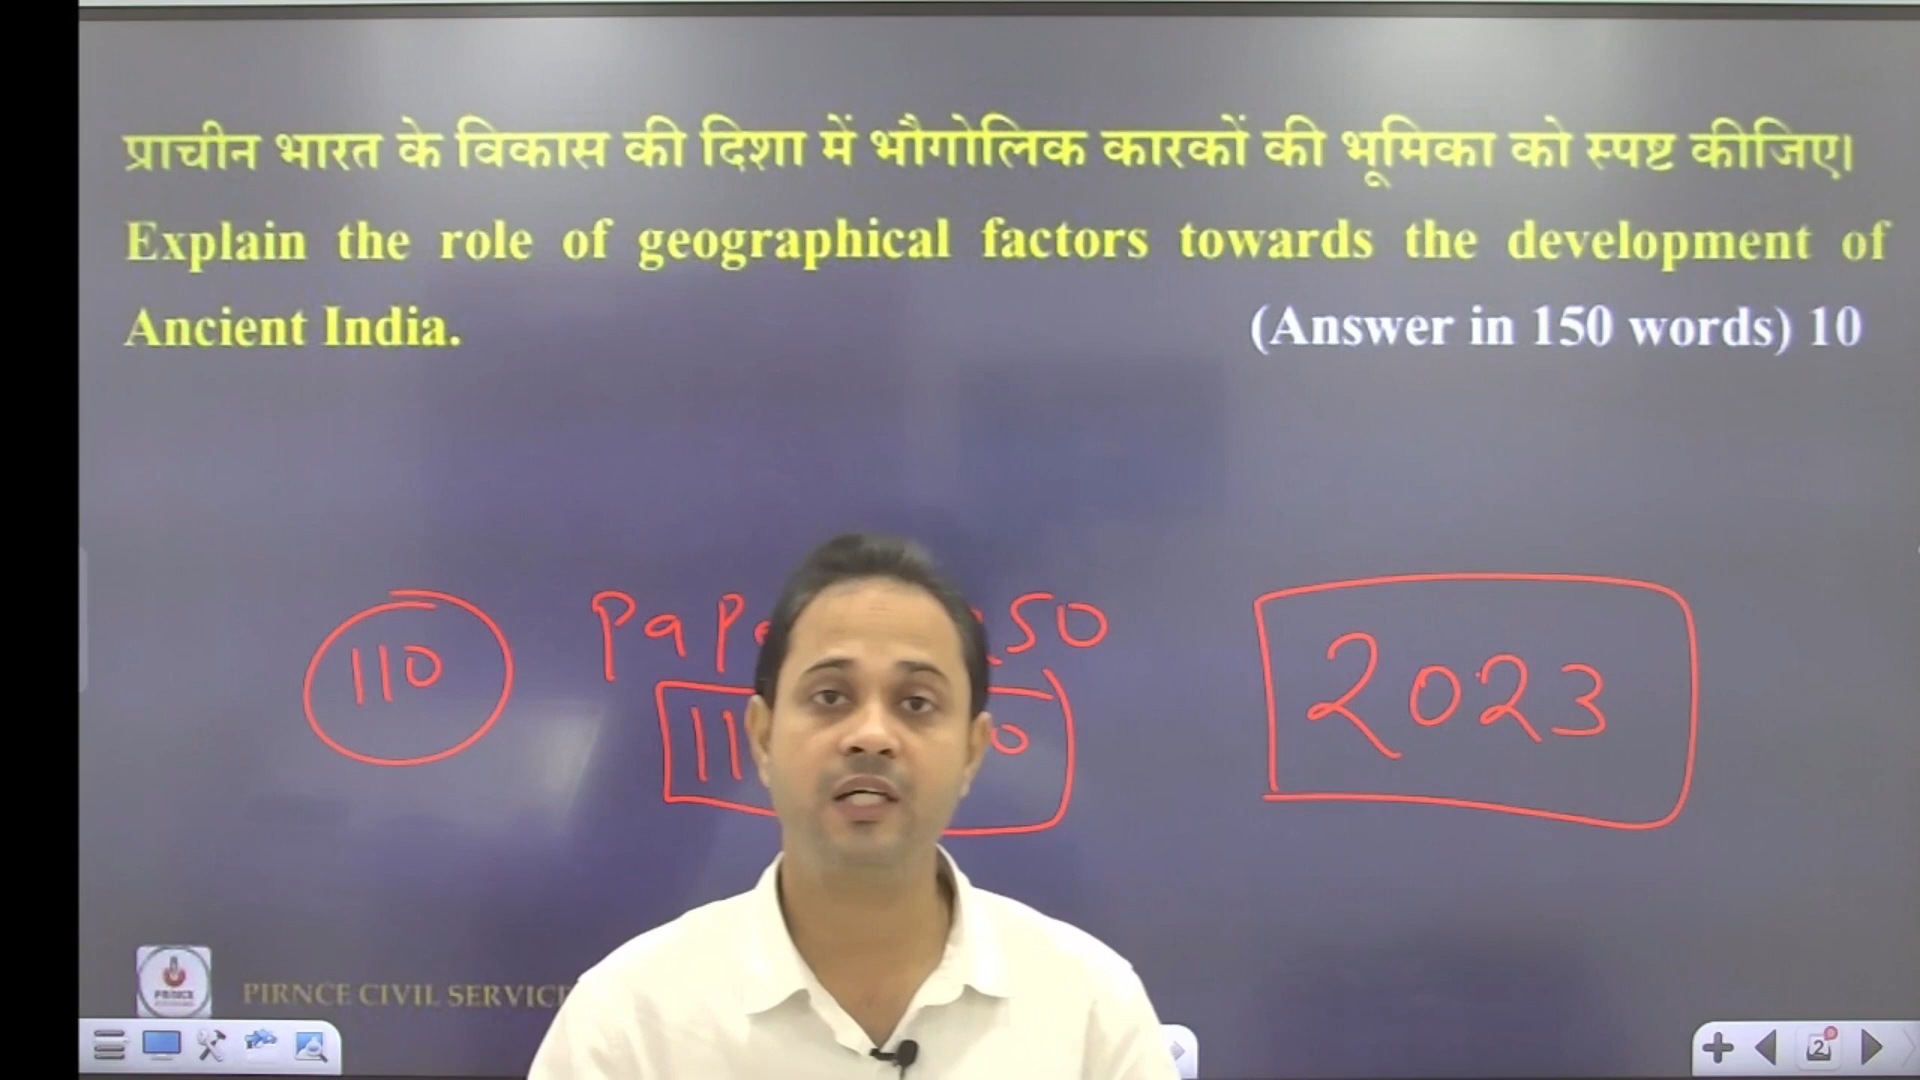 प्राचीन भारत के विकास की दिशा में भौगोलिक कारकों की भूमिका को स्पष्ट कीजिए।
Explain the role of geographical factors towards the development of
Ancient India. (Answer in 150 words) 10
110 2023
PIRNCE CIVIL
2